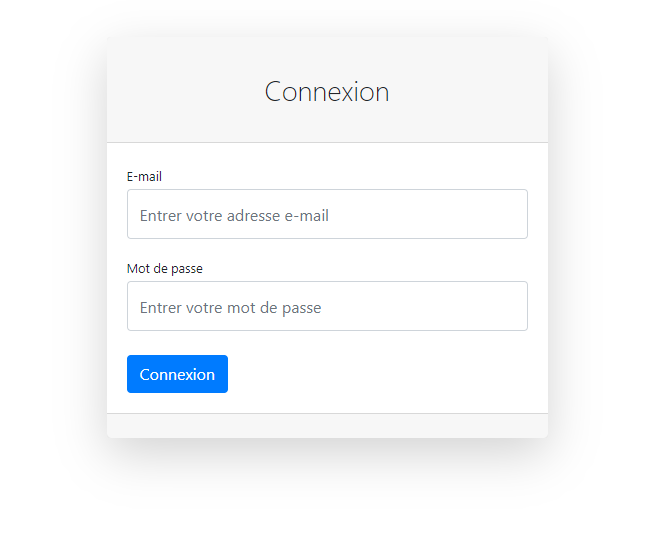 Connexion
E-mail
Entrer votre adresse e-mail
Mot de passe
Entrer votre mot de passe
Connexion